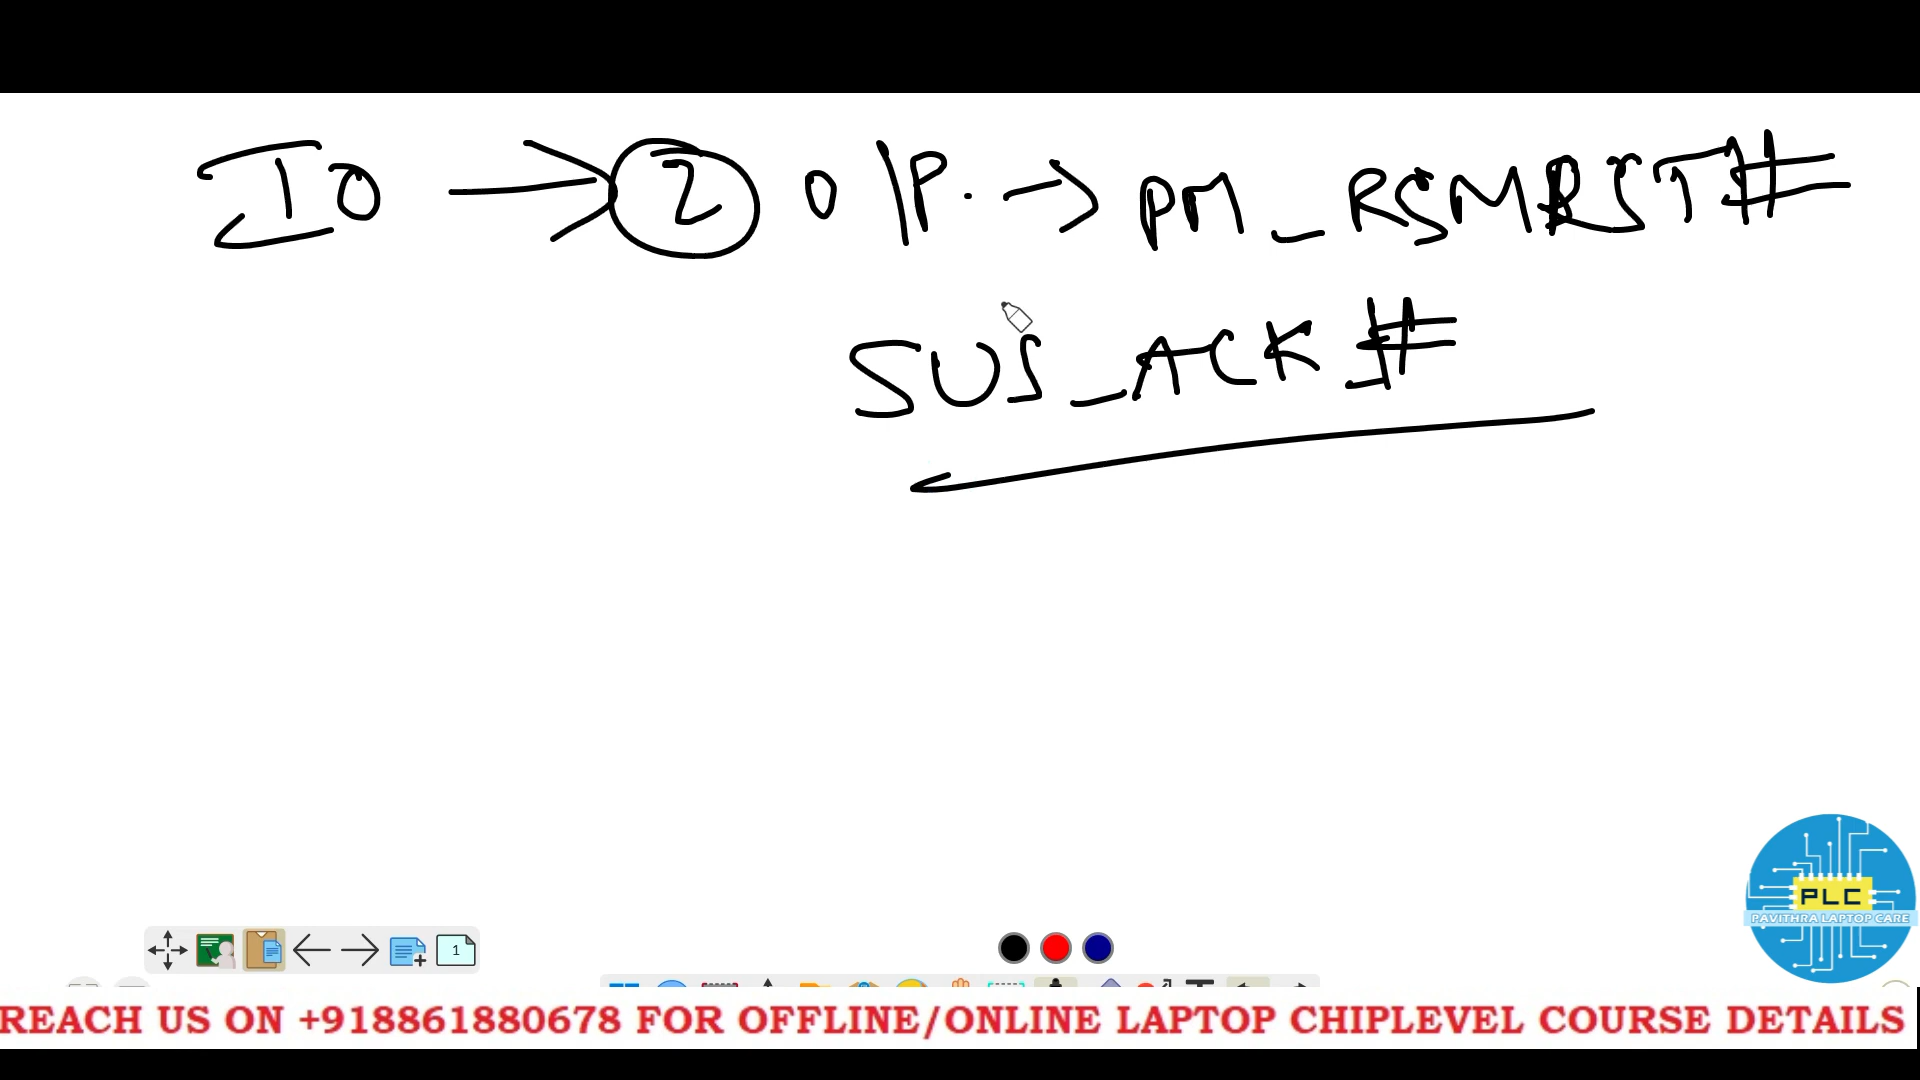 IO → 2 O/P. → PM_RSMRST#
SUS_ACK#
1
PLC
PAVITHRA LAPTOP CARE
REACH US ON +918861880678 FOR OFFLINE/ONLINE LAPTOP CHIPLEVEL COURSE DETAILS